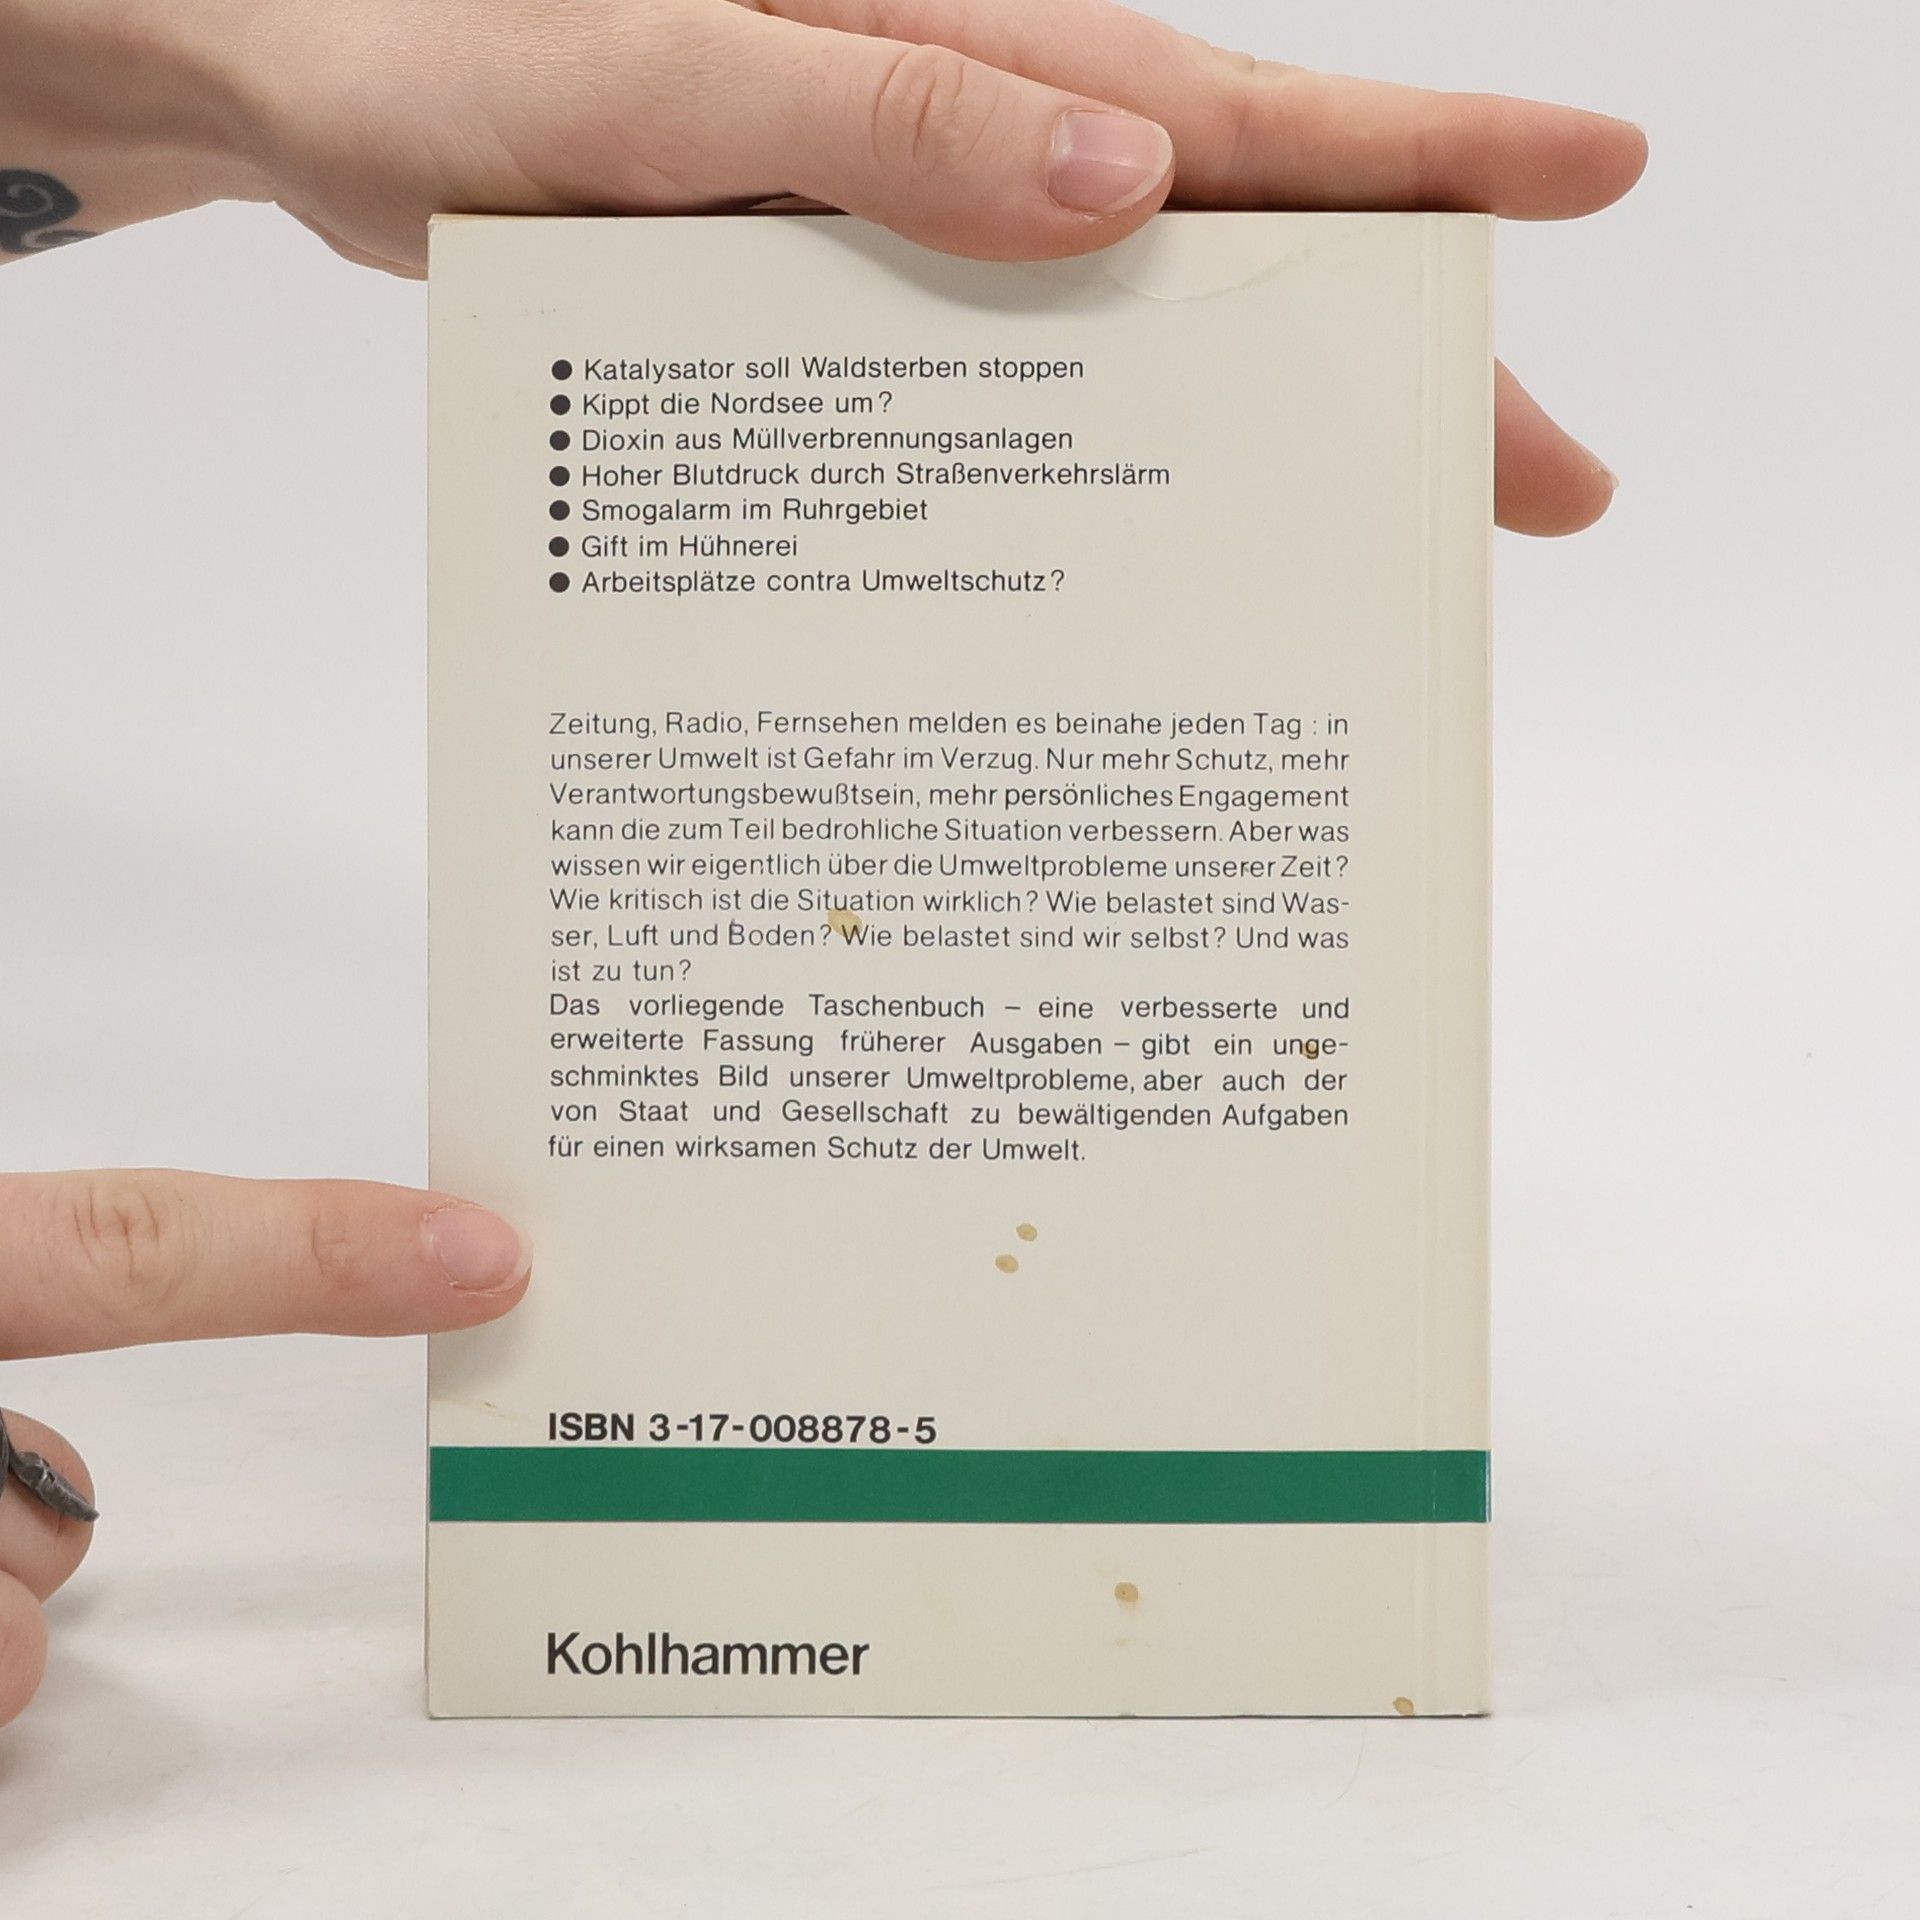 ● Katalysator soll Waldsterben stoppen
● Kippt die Nordsee um?
● Dioxin aus Müllverbrennungsanlagen
● Hoher Blutdruck durch Straßenverkehrslärm
● Smogalarm im Ruhrgebiet
● Gift im Hühnerei
● Arbeitsplätze contra Umweltschutz?
Zeitung, Radio, Fernsehen melden es beinahe jeden Tag : in
unserer Umwelt ist Gefahr im Verzug. Nur mehr Schutz, mehr
Verantwortungsbewußtsein, mehr persönliches Engagement
kann die zum Teil bedrohliche Situation verbessern. Aber was
wissen wir eigentlich über die Umweltprobleme unserer Zeit?
Wie kritisch ist die Situation wirklich? Wie belastet sind Was-
ser, Luft und Boden? Wie belastet sind wir selbst? Und was
ist zu tun?
Das vorliegende Taschenbuch – eine verbesserte und
erweiterte Fassung früherer Ausgaben – gibt ein unge-
schminktes Bild unserer Umweltprobleme, aber auch der
von Staat und Gesellschaft zu bewältigenden Aufgaben
für einen wirksamen Schutz der Umwelt.
ISBN 3-17-008878-5
Kohlhammer